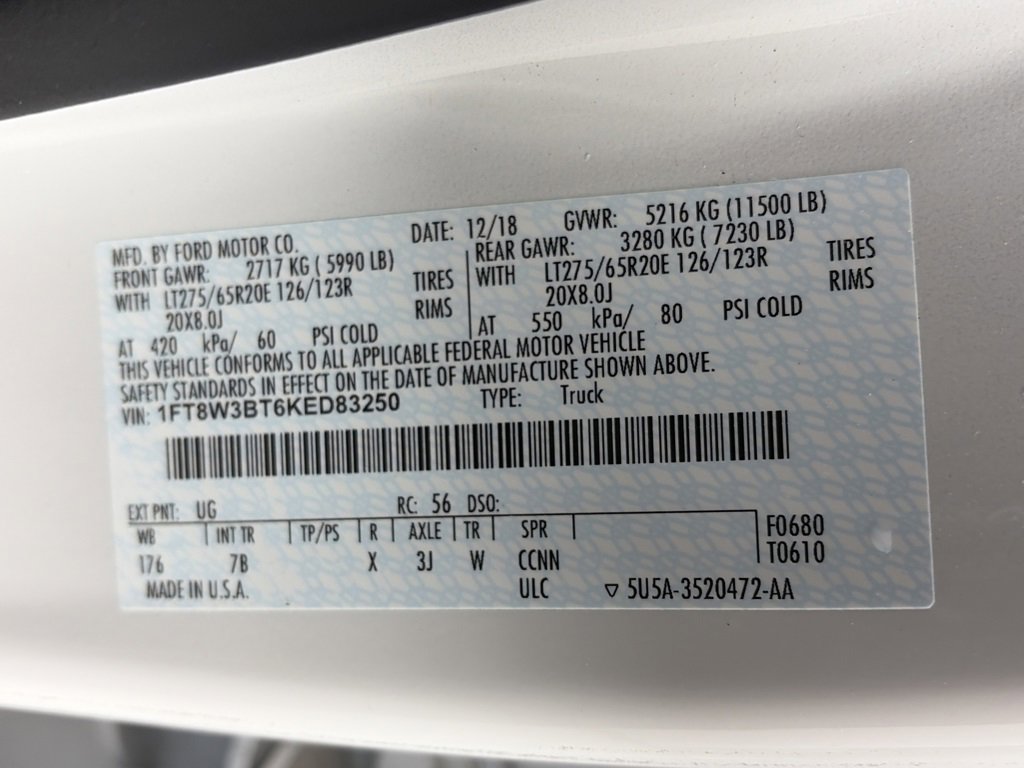 MFD. BY FORD MOTOR CO. DATE: 12/18 GVWR: 5216 KG (11500 LB)
FRONT GAWR: 2717 KG ( 5990 LB) REAR GAWR: 3280 KG ( 7230 LB)
WITH LT275/65R20E 126/123R TIRES WITH LT275/65R20E 126/123R TIRES
20X8.0J RIMS 20X8.0J RIMS
AT 420 kPa/ 60 PSI COLD AT 550 kPa/ 80 PSI COLD
THIS VEHICLE CONFORMS TO ALL APPLICABLE FEDERAL MOTOR VEHICLE
SAFETY STANDARDS IN EFFECT ON THE DATE OF MANUFACTURE SHOWN ABOVE.
VIN: 1FT8W3BT6KED83250 TYPE: Truck
EXT PNT: UG RC: 56 DSO:
WB INT TR TP/PS R AXLE TR SPR F0680
176 7B X 3J W CCNN T0610
MADE IN U.S.A. ULC ▽ 5U5A-3520472-AA